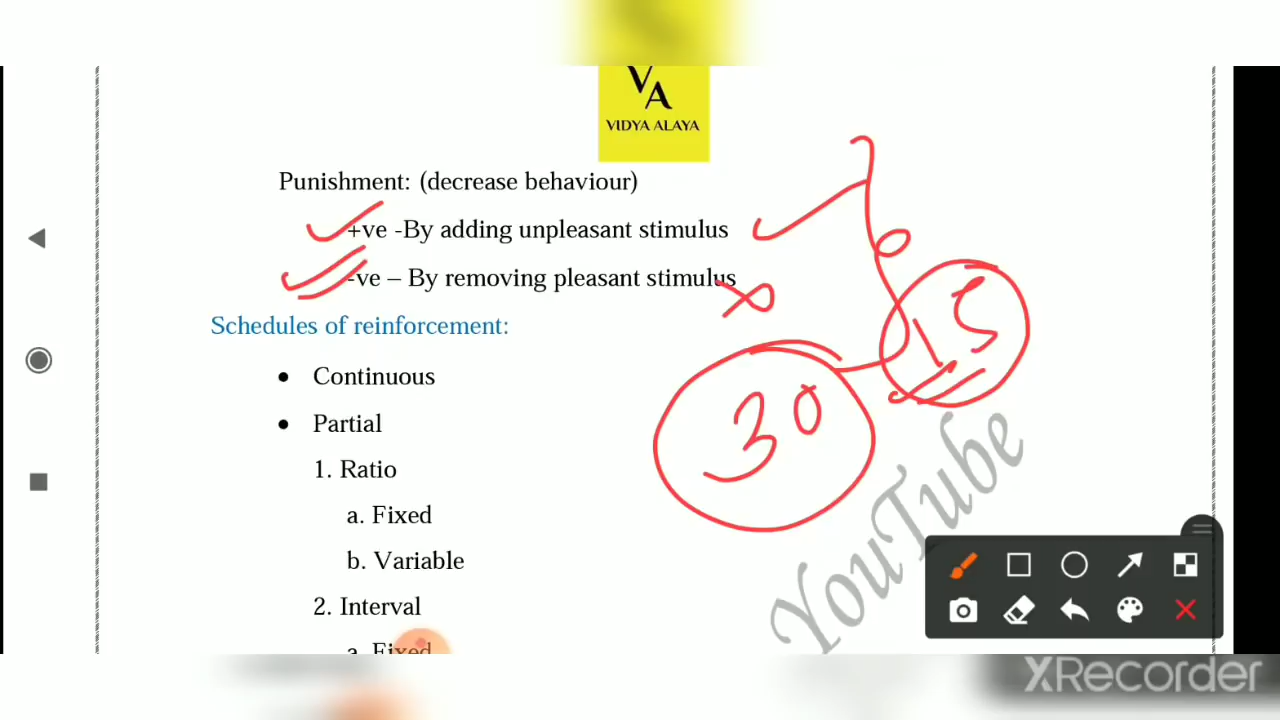 VA
VIDYA ALAYA
Punishment: (decrease behaviour)
+ve -By adding unpleasant stimulus
-ve – By removing pleasant stimulus
15
Schedules of reinforcement:
• Continuous
30
• Partial
1. Ratio
a. Fixed
b. Variable
2. Interval
a. Fixed
YouTube
XRecorder